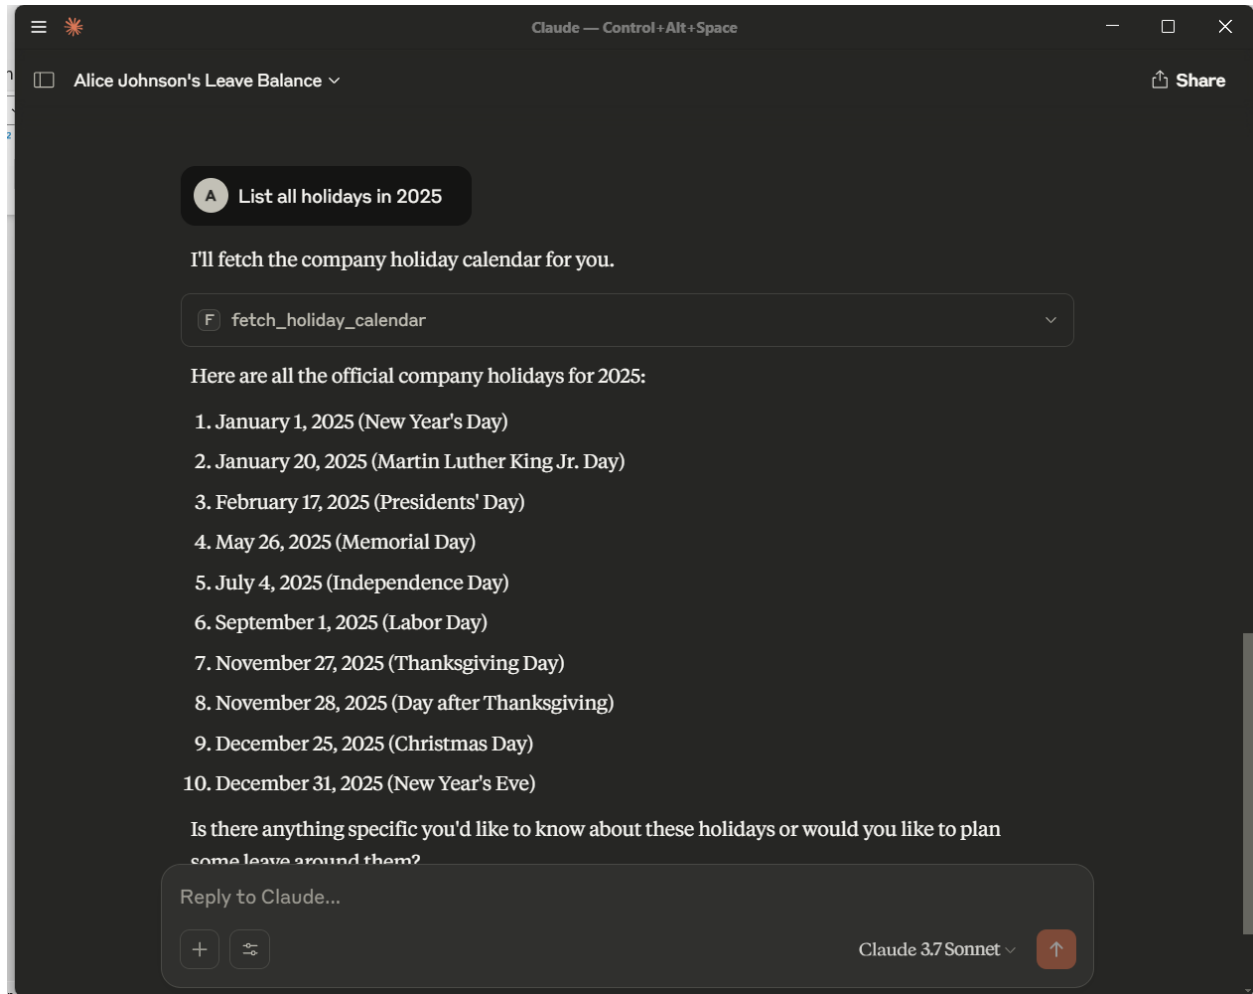 Claude — Control+Alt+Space
Alice Johnson's Leave Balance
Share
A
List all holidays in 2025
I'll fetch the company holiday calendar for you.
F
fetch_holiday_calendar
Here are all the official company holidays for 2025:
1. January 1, 2025 (New Year's Day)
2. January 20, 2025 (Martin Luther King Jr. Day)
3. February 17, 2025 (Presidents' Day)
4. May 26, 2025 (Memorial Day)
5. July 4, 2025 (Independence Day)
6. September 1, 2025 (Labor Day)
7. November 27, 2025 (Thanksgiving Day)
8. November 28, 2025 (Day after Thanksgiving)
9. December 25, 2025 (Christmas Day)
10. December 31, 2025 (New Year's Eve)
Is there anything specific you'd like to know about these holidays or would you like to plan
some leave around them?
Reply to Claude...
Claude 3.7 Sonnet